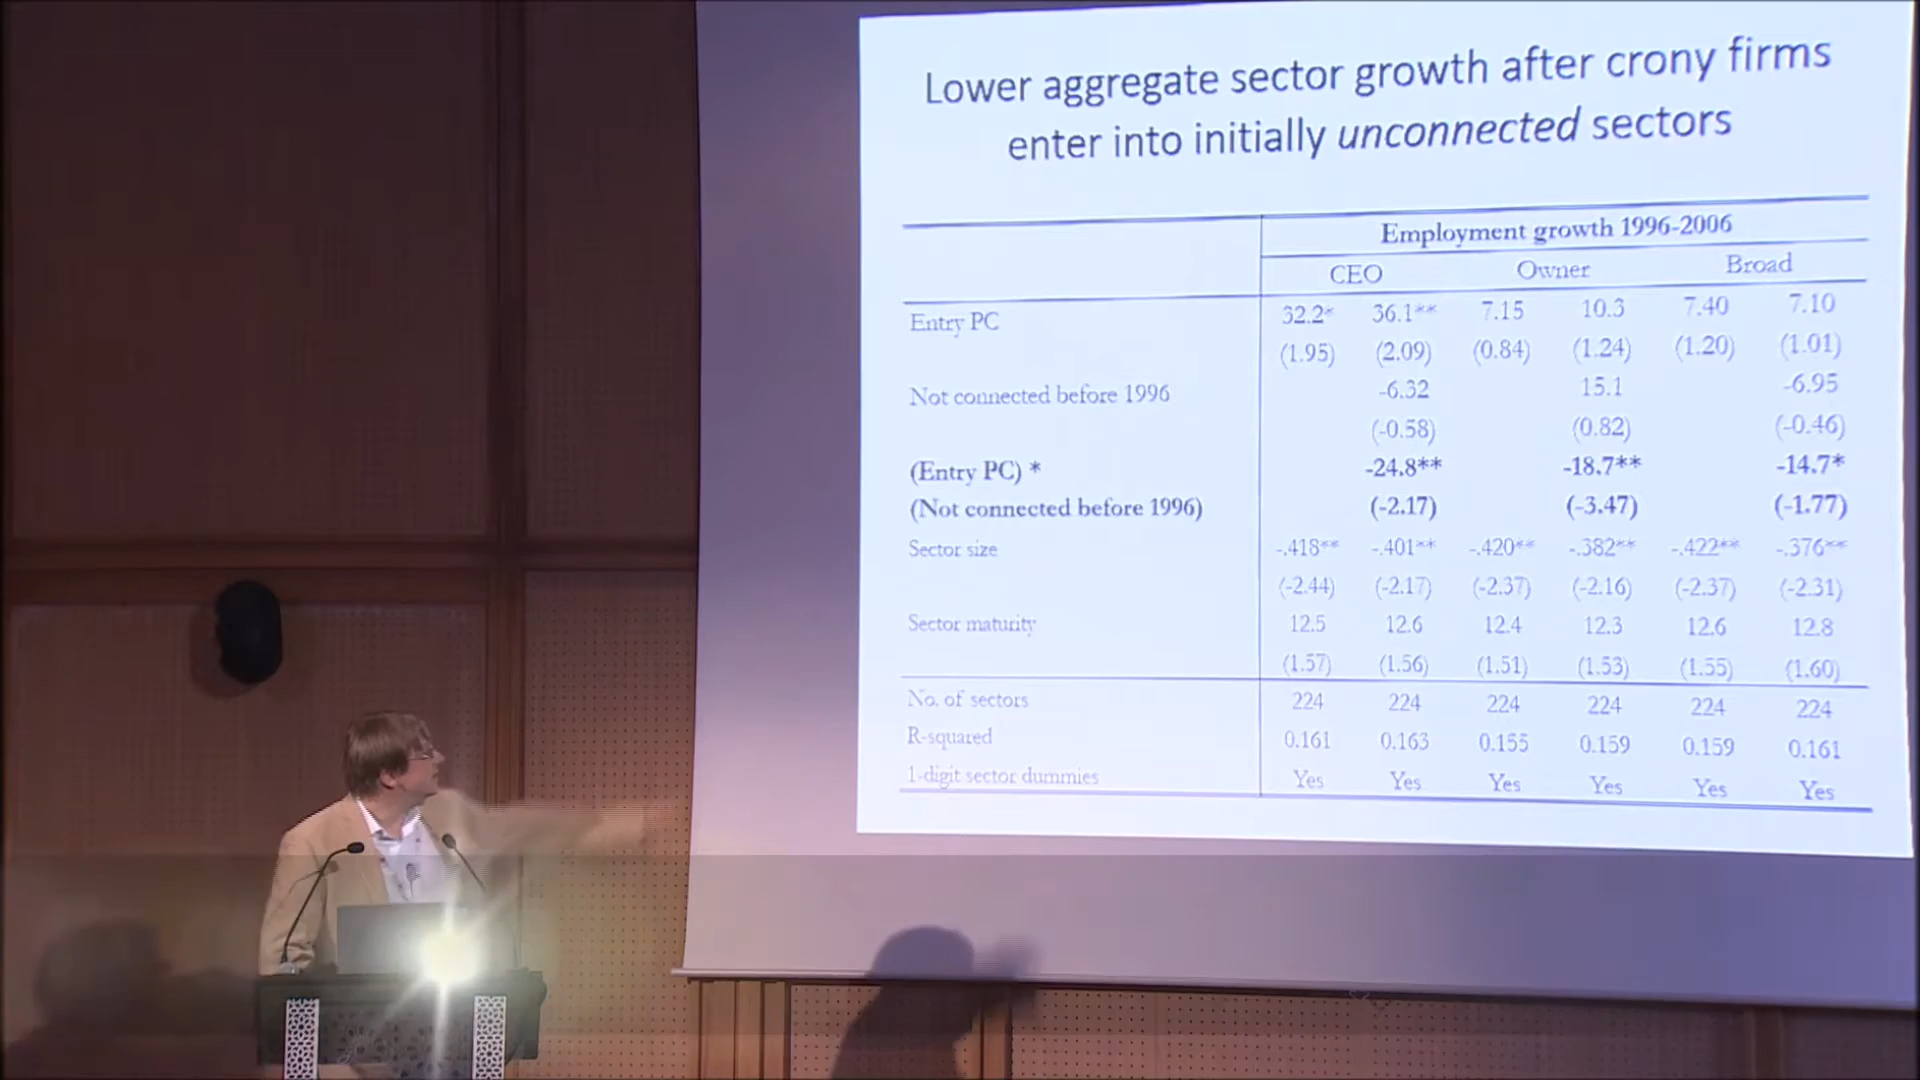 Lower aggregate sector growth after crony firms
enter into initially unconnected sectors
Employment growth 1996-2006
CEO Owner Broad
Entry PC 32.2* 36.1** 7.15 10.3 7.40 7.10
(1.95) (2.09) (0.84) (1.24) (1.20) (1.01)
Not connected before 1996 -6.32 15.1 -6.95
(-0.58) (0.82) (-0.46)
(Entry PC) * -24.8** -18.7** -14.7*
(Not connected before 1996) (-2.17) (-3.47) (-1.77)
Sector size -.418** -.401** -.420** -.382** -.422** -.376**
(-2.44) (-2.17) (-2.37) (-2.16) (-2.37) (-2.31)
Sector maturity 12.5 12.6 12.4 12.3 12.6 12.8
(1.57) (1.56) (1.51) (1.53) (1.55) (1.60)
No. of sectors 224 224 224 224 224 224
R-squared 0.161 0.163 0.155 0.159 0.159 0.161
1-digit sector dummies Yes Yes Yes Yes Yes Yes